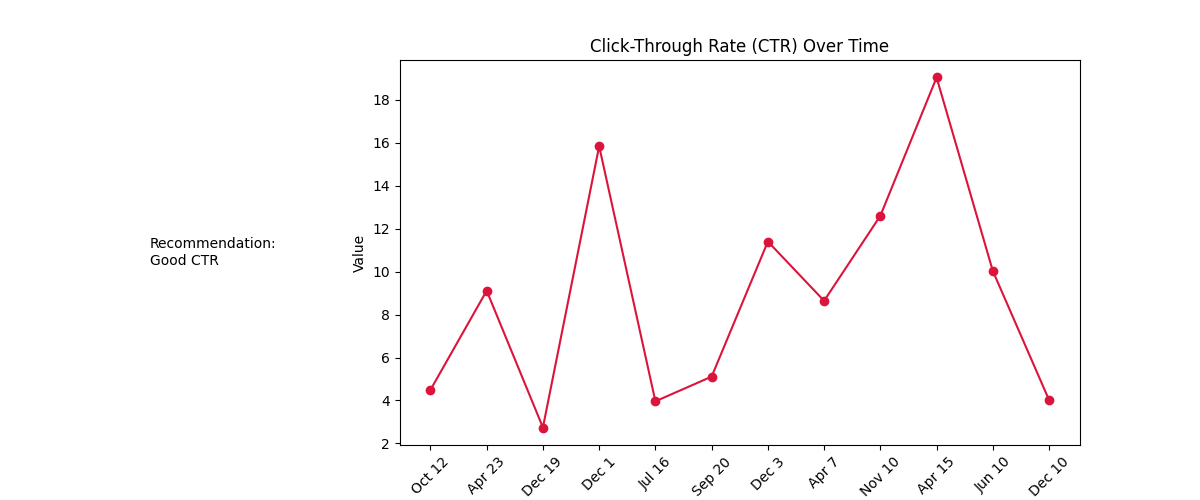 Click-Through Rate (CTR) Over Time
Recommendation:
Good CTR
Value
18
16
14
12
10
8
6
4
2
Oct 12
Apr 23
Dec 19
Dec 1
Jul 16
Sep 20
Dec 3
Apr 7
Nov 10
Apr 15
Jun 10
Dec 10